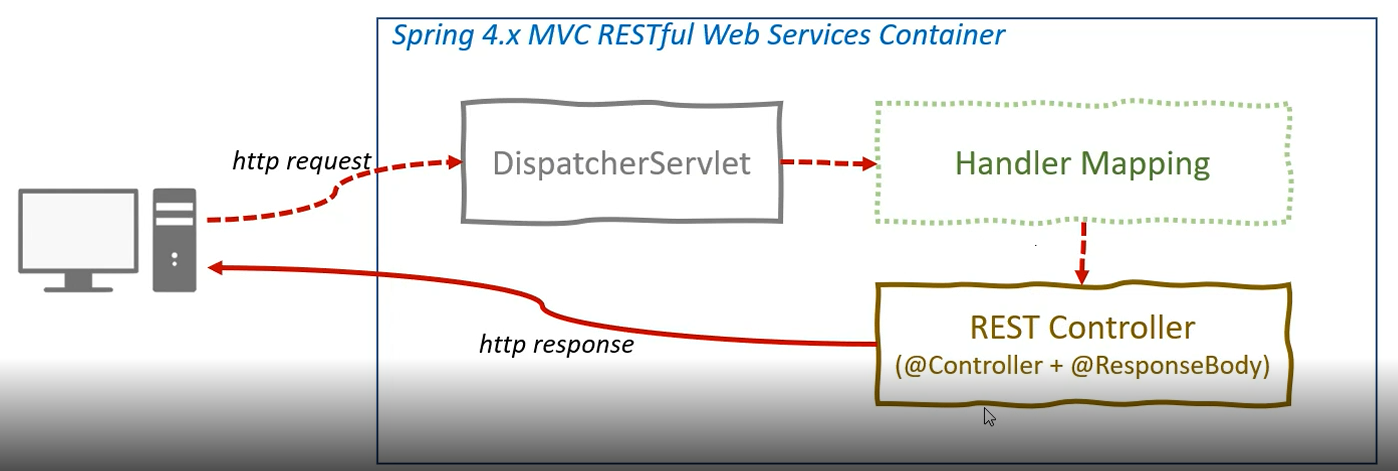 Spring 4.x MVC RESTful Web Services Container
http request
DispatcherServlet
Handler Mapping
http response
REST Controller
(@Controller + @ResponseBody)